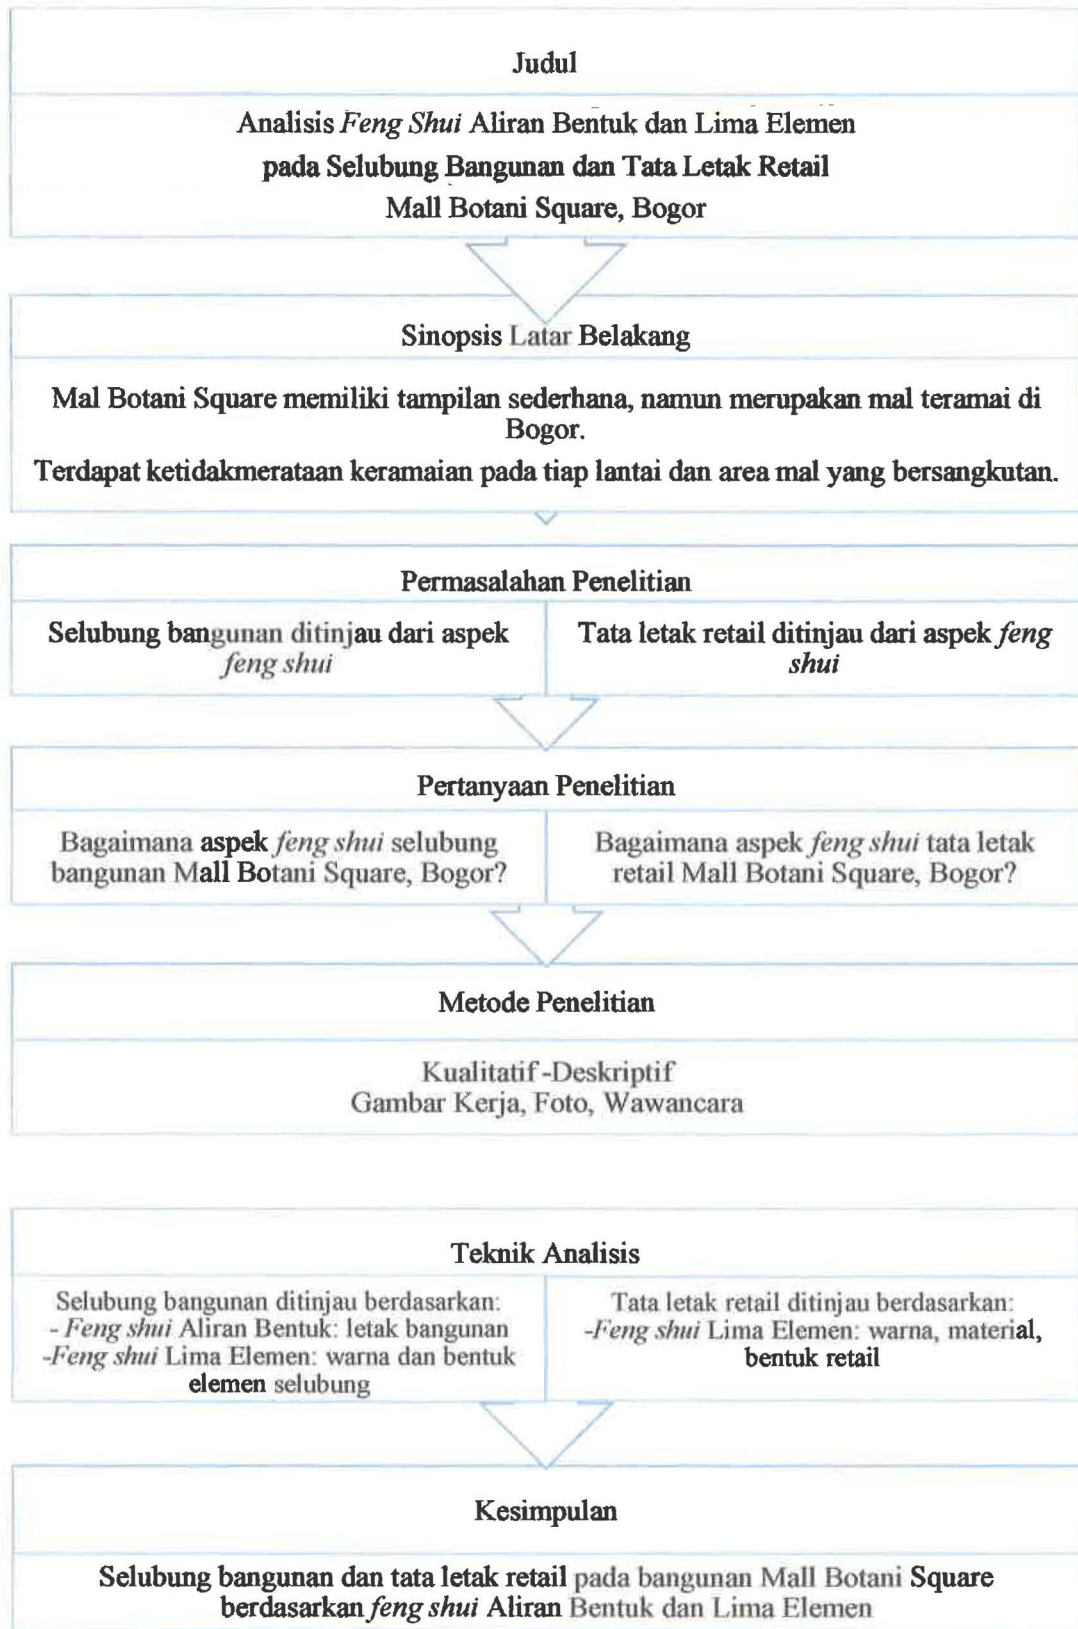 Judul
Analisis Feng Shui Aliran Bentuk dan Lima Elemen
pada Selubung Bangunan dan Tata Letak Retail
Mall Botani Square, Bogor
Sinopsis Latar Belakang
Mal Botani Square memiliki tampilan sederhana, namun merupakan mal teramai di
Bogor.
Terdapat ketidakmerataan keramaian pada tiap lantai dan area mal yang bersangkutan.
Permasalahan Penelitian
Selubung bangunan ditinjau dari aspek
feng shui
Tata letak retail ditinjau dari aspek feng
shui
Pertanyaan Penelitian
Bagaimana aspek feng shui selubung
bangunan Mall Botani Square, Bogor?
Bagaimana aspek feng shui tata letak
retail Mall Botani Square, Bogor?
Metode Penelitian
Kualitatif-Deskriptif
Gambar Kerja, Foto, Wawancara
Teknik Analisis
Selubung bangunan ditinjau berdasarkan:
- Feng shui Aliran Bentuk: letak bangunan
-Feng shui Lima Elemen: warna dan bentuk
elemen selubung
Tata letak retail ditinjau berdasarkan:
-Feng shui Lima Elemen: warna, material,
bentuk retail
Kesimpulan
Selubung bangunan dan tata letak retail pada bangunan Mall Botani Square
berdasarkan feng shui Aliran Bentuk dan Lima Elemen